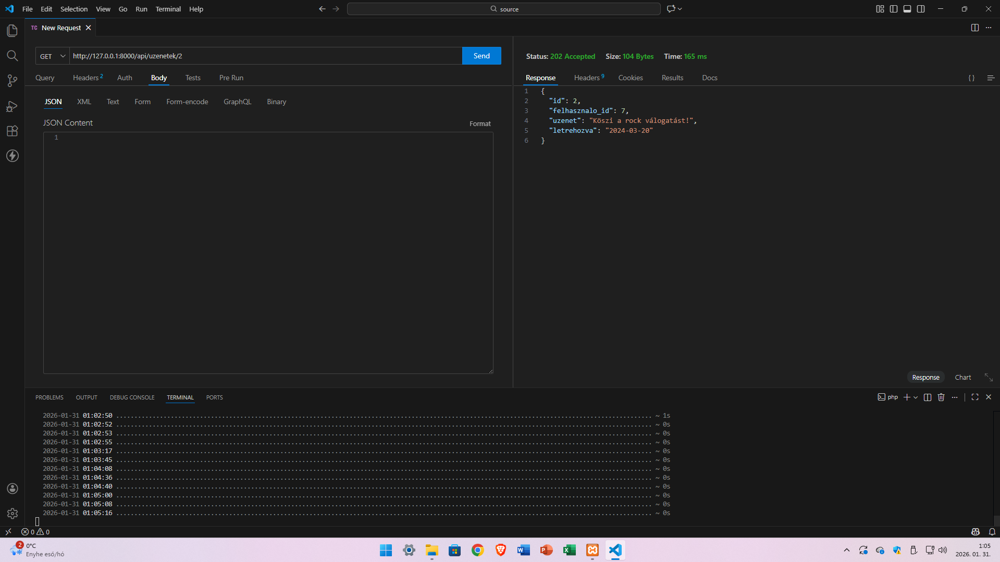 File Edit Selection View Go Run Terminal Help
source
TC New Request
GET http://127.0.0.1:8000/api/uzenetek/2 Send
Query Headers 2 Auth Body Tests Pre Run
JSON XML Text Form Form-encode GraphQL Binary
JSON Content
Format
1
Status: 202 Accepted Size: 104 Bytes Time: 165 ms
Response Headers 9 Cookies Results Docs { }
1 {
2 "id": 2,
3 "felhasznalo_id": 7,
4 "uzenet": "Köszi a rock válogatást!",
5 "letrehozva": "2024-03-20"
6 }
Response Chart
PROBLEMS OUTPUT DEBUG CONSOLE TERMINAL PORTS
php
2026-01-31 01:02:50 ........ ~ 1s
2026-01-31 01:02:52 ........ ~ 0s
2026-01-31 01:02:53 ........ ~ 0s
2026-01-31 01:02:55 ........ ~ 0s
2026-01-31 01:03:17 ........ ~ 0s
2026-01-31 01:03:45 ........ ~ 0s
2026-01-31 01:04:08 ........ ~ 0s
2026-01-31 01:04:36 ........ ~ 0s
2026-01-31 01:04:40 ........ ~ 0s
2026-01-31 01:05:00 ........ ~ 0s
2026-01-31 01:05:08 ........ ~ 0s
2026-01-31 01:05:16 ........ ~ 0s
0 0
2
0°C
Enyhe eső/hó
1:05
2026. 01. 31.